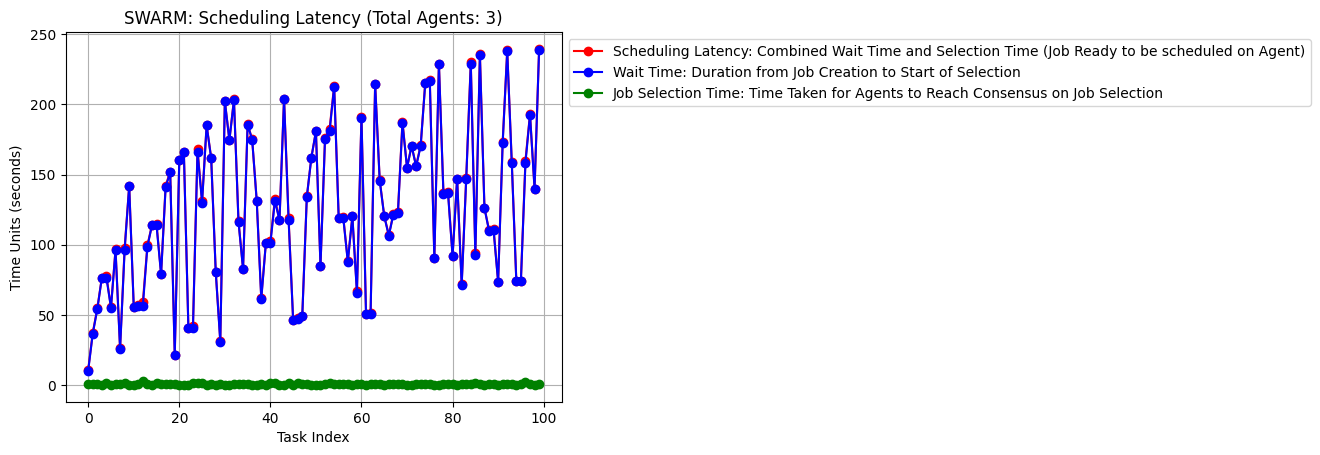 SWARM: Scheduling Latency (Total Agents: 3)
Scheduling Latency: Combined Wait Time and Selection Time (Job Ready to be scheduled on Agent)
Wait Time: Duration from Job Creation to Start of Selection
Job Selection Time: Time Taken for Agents to Reach Consensus on Job Selection
Time Units (seconds)
250
200
150
100
50
0
0 20 40 60 80 100
Task Index